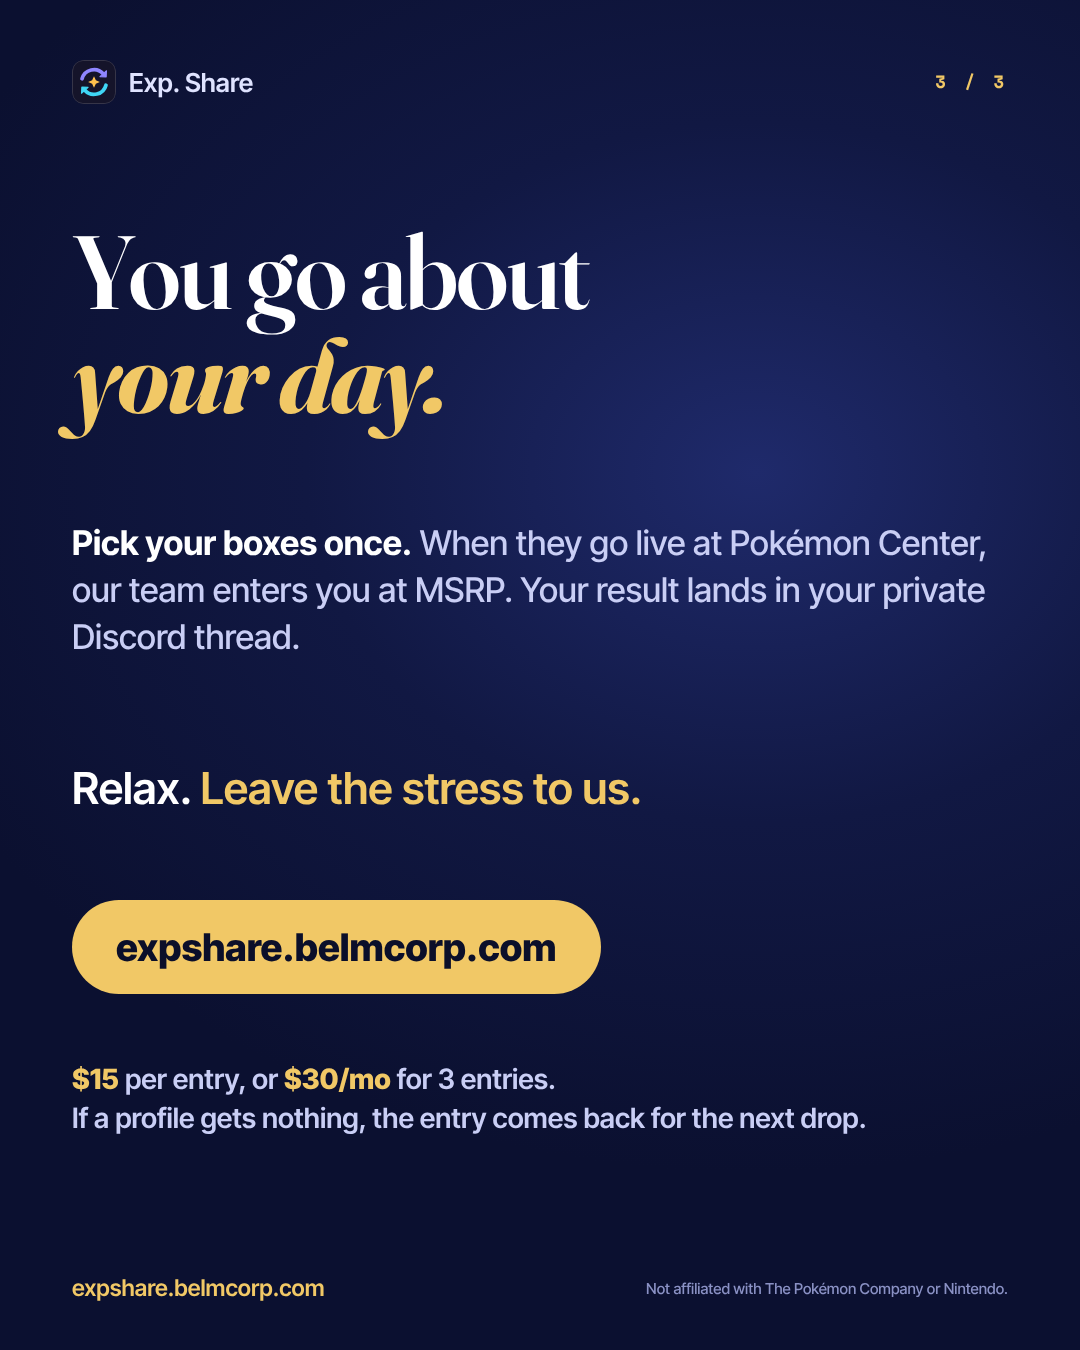 Exp. Share
3 / 3
You go about
your day.
Pick your boxes once. When they go live at Pokémon Center,
our team enters you at MSRP. Your result lands in your private
Discord thread.
Relax. Leave the stress to us.
expshare.belmcorp.com
$15 per entry, or $30/mo for 3 entries.
If a profile gets nothing, the entry comes back for the next drop.
expshare.belmcorp.com
Not affiliated with The Pokémon Company or Nintendo.